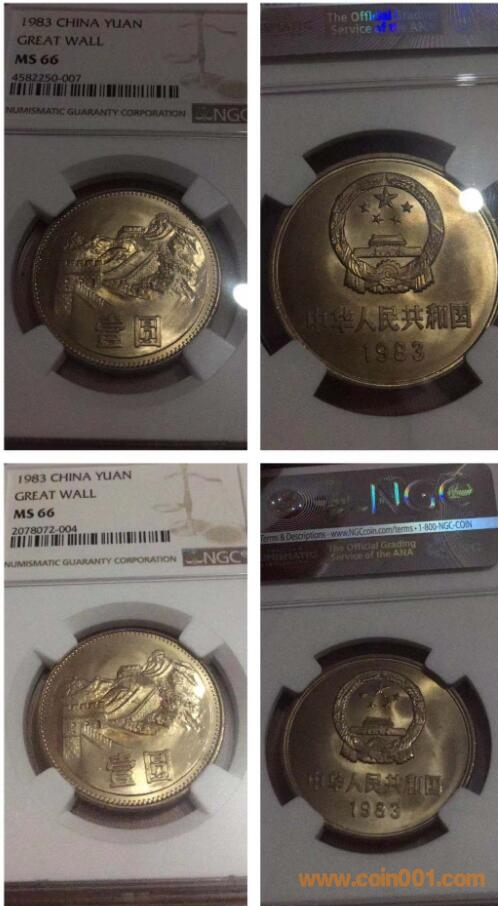 1983 CHINA YUAN
GREAT WALL
MS 66
4582250-007
NUMISMATIC GUARANTY CORPORATION NGC
壹圆
The Official Grading
Service of the ANA
中华人民共和国
1983
1983 CHINA YUAN
GREAT WALL
MS 66
2078072-004
NUMISMATIC GUARANTY CORPORATION NGC
壹圆
NGC
Terms & Descptions - www.NGCcoin.com/terms • 1-800-NGC-COIN
The Official Grading
Service of the ANA
中华人民共和国
1983
www.coin001.com